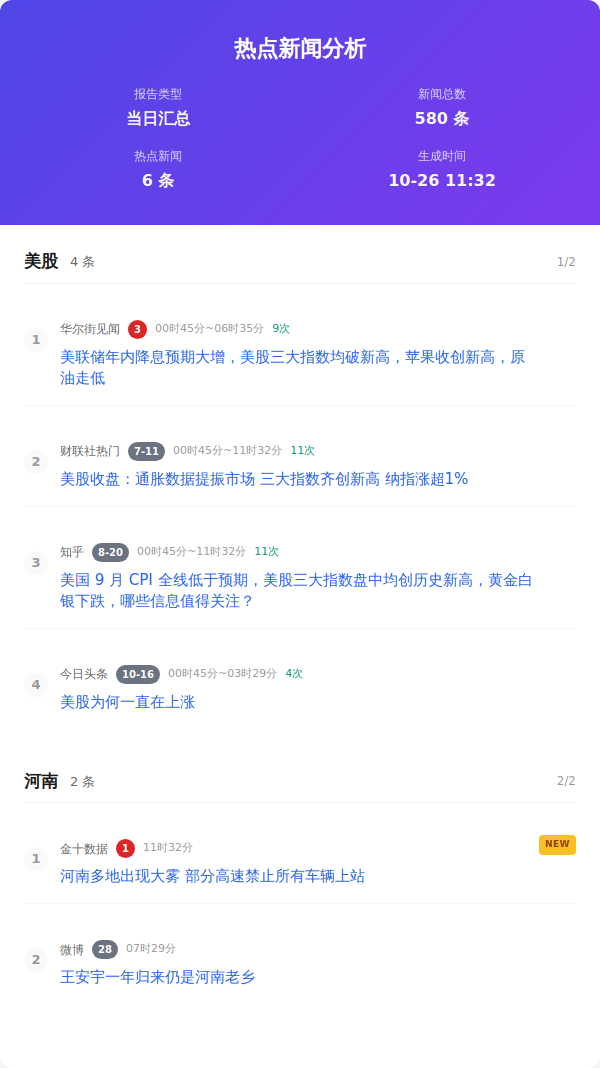 热点新闻分析
报告类型 新闻总数
当日汇总 580 条
热点新闻 生成时间
6 条 10-26 11:32
美股 4 条 1/2
1 华尔街见闻 3 00时45分~06时35分 9次
美联储年内降息预期大增，美股三大指数均破新高，苹果收创新高，原
油走低
2 财联社热门 7-11 00时45分~11时32分 11次
美股收盘：通胀数据提振市场 三大指数齐创新高 纳指涨超1%
3 知乎 8-20 00时45分~11时32分 11次
美国 9 月 CPI 全线低于预期，美股三大指数盘中均创历史新高，黄金白
银下跌，哪些信息值得关注？
4 今日头条 10-16 00时45分~03时29分 4次
美股为何一直在上涨
河南 2 条 2/2
1 金十数据 1 11时32分 NEW
河南多地出现大雾 部分高速禁止所有车辆上站
2 微博 28 07时29分
王安宇一年归来仍是河南老乡